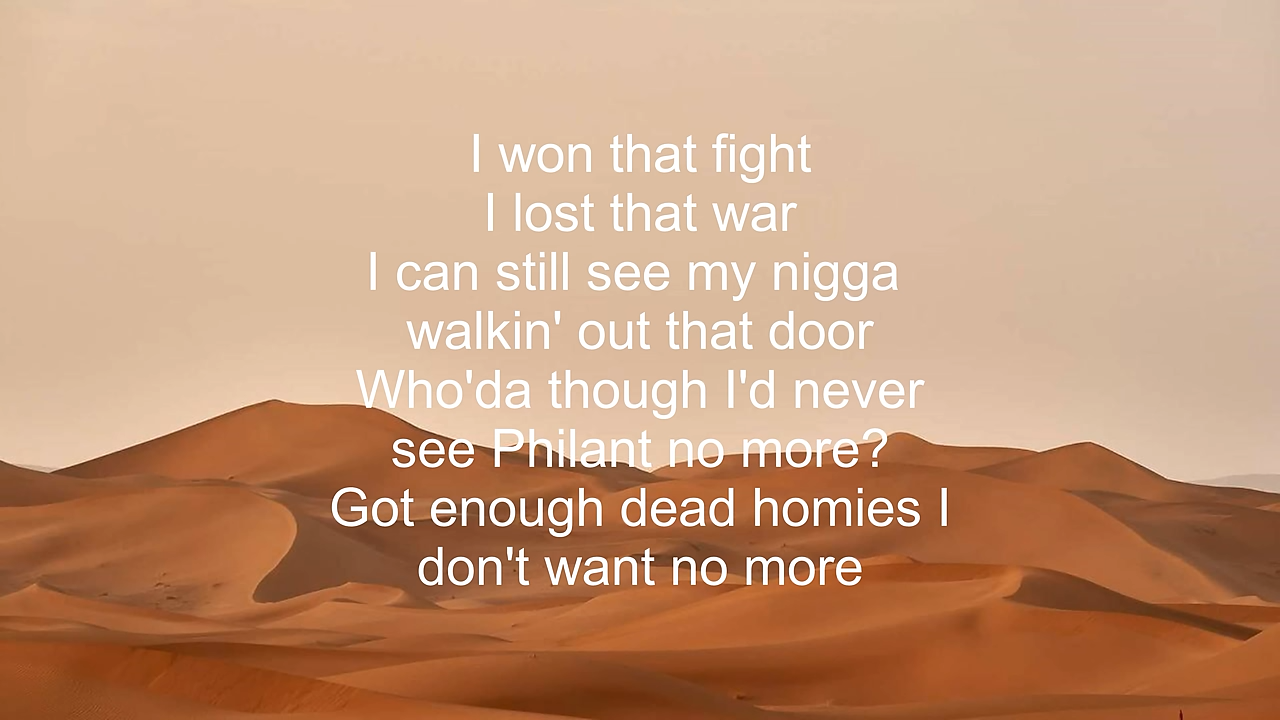 I won that fight
I lost that war
I can still see my nigga
walkin' out that door
Who'da though I'd never
see Philant no more?
Got enough dead homies I
don't want no more